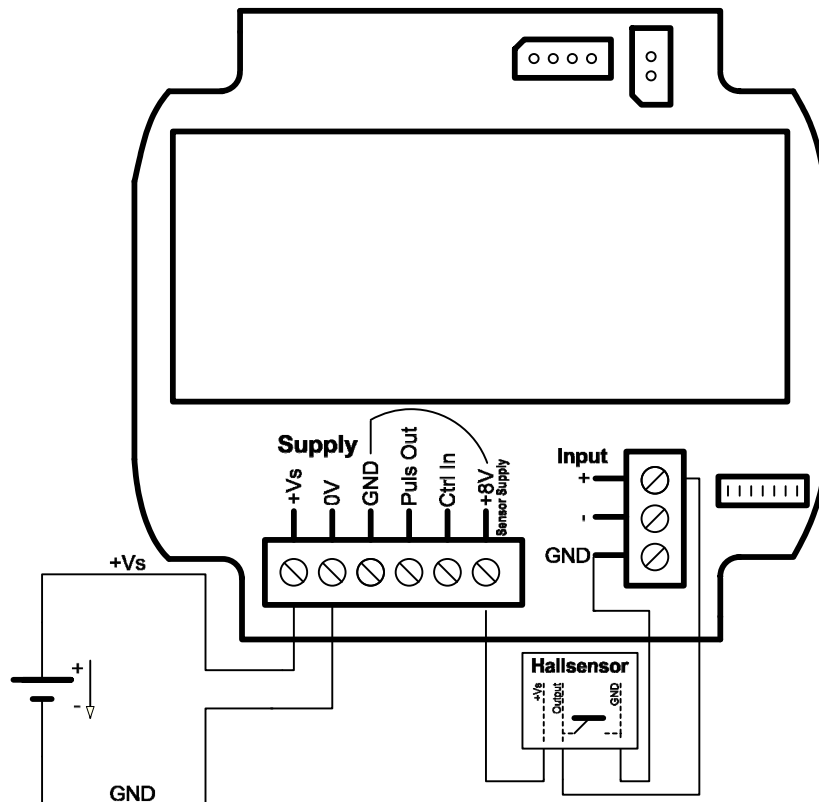 Supply
+Vs
0V
GND
Puls Out
Ctrl In
+8V
Sensor Supply
Input
+
-
GND
+Vs
+
-
GND
Hallsensor
+Vs
Output
GND